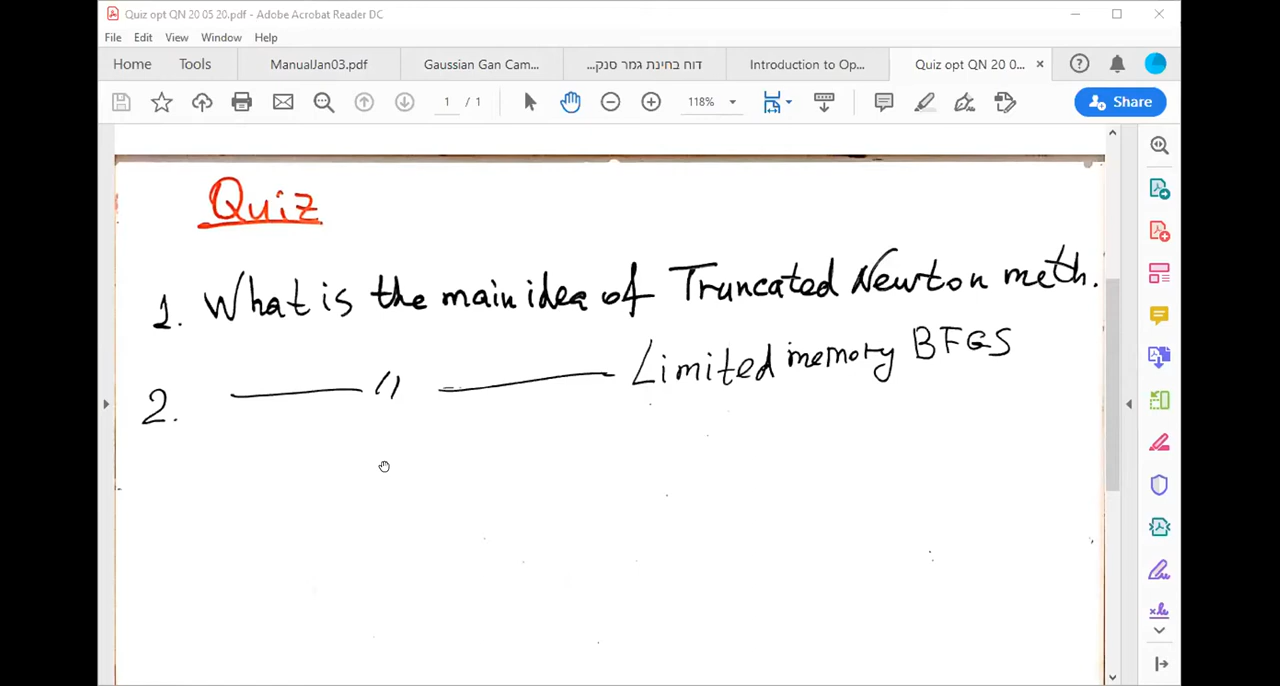 Quiz opt QN 20 05 20.pdf - Adobe Acrobat Reader DC
File Edit View Window Help
Home Tools ManualJan03.pdf Gaussian Gan Cam... דוח בחינת גמר סנק... Introduction to Op... Quiz opt QN 20 0... ×
1 / 1 118% Share
Quiz
1. What is the main idea of Truncated Newton meth.
2. —— " —— Limited memory BFGS